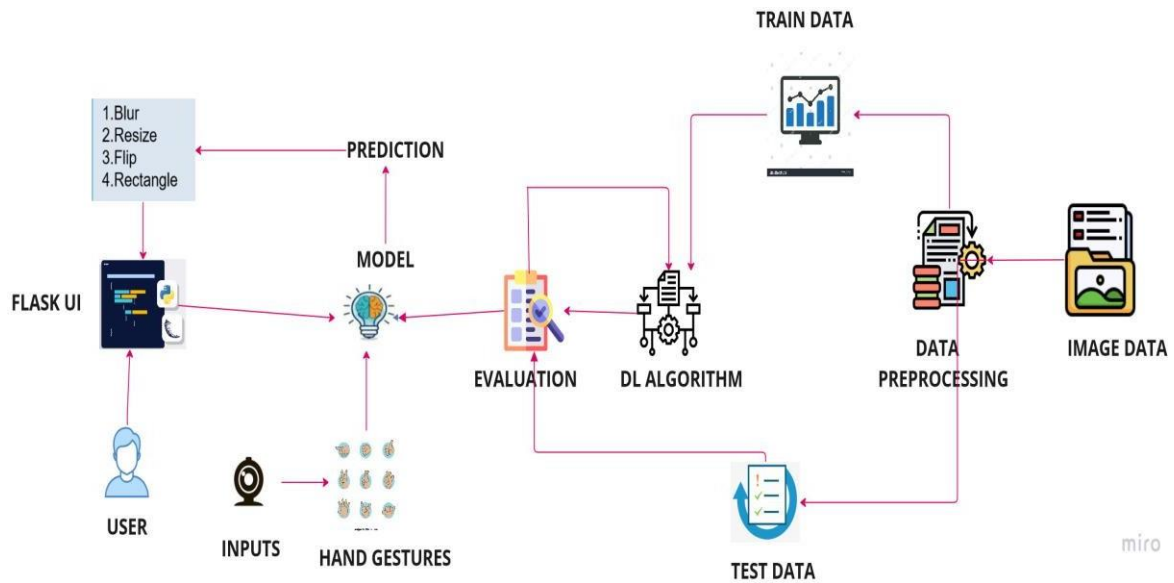 TRAIN DATA
1.Blur
2.Resize
3.Flip
4.Rectangle
PREDICTION
MODEL
FLASK UI
EVALUATION
DL ALGORITHM
DATA
PREPROCESSING
IMAGE DATA
USER
INPUTS
HAND GESTURES
TEST DATA
miro